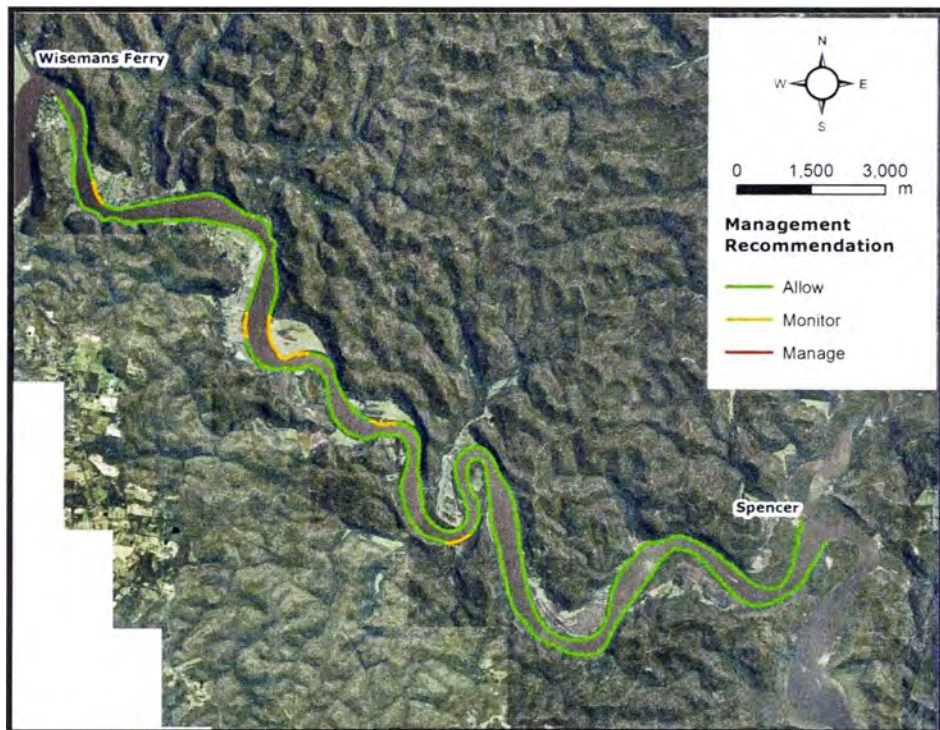 Wisemans Ferry
N
W E
S
0 1,500 3,000
m
Management
Recommendation
Allow
Monitor
Manage
Spencer